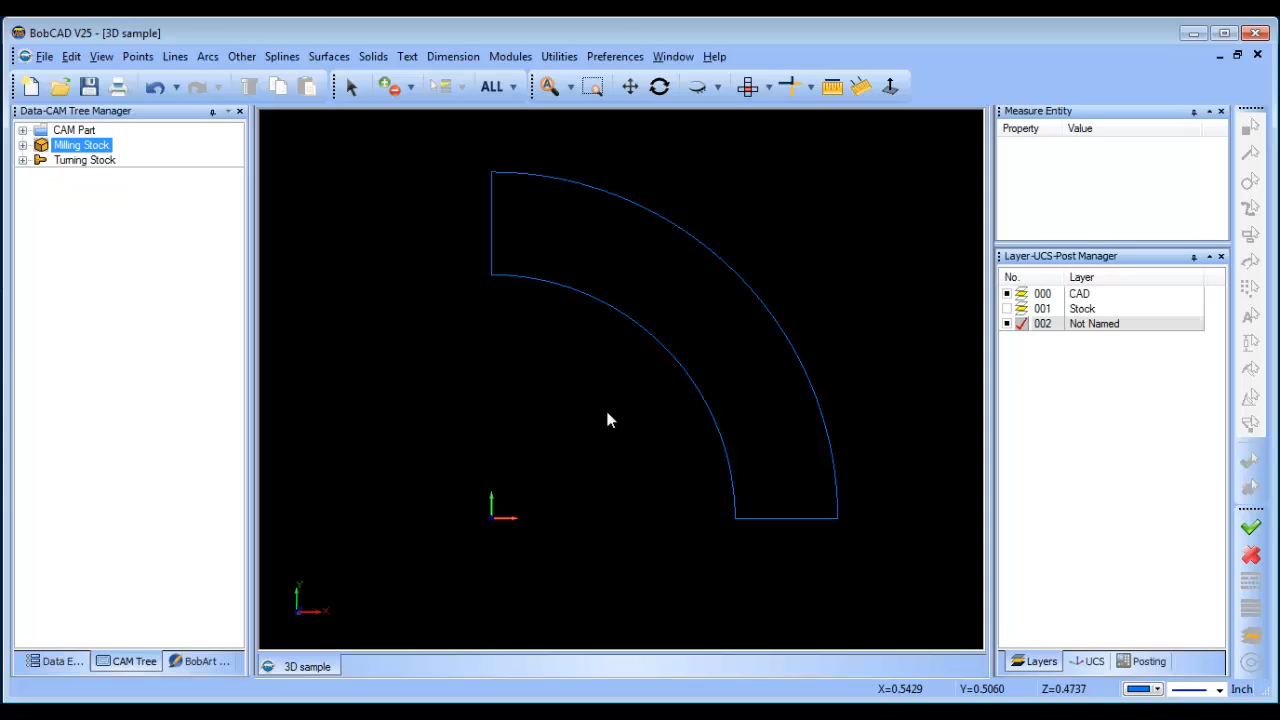 BobCAD V25 - [3D sample]
File Edit View Points Lines Arcs Other Splines Surfaces Solids Text Dimension Modules Utilities Preferences Window Help
ALL
Data-CAM Tree Manager
CAM Part
Milling Stock
Turning Stock
Data E... CAM Tree BobArt ...
Y
X
3D sample
Measure Entity
Property Value
Layer-UCS-Post Manager
No. Layer
000 CAD
001 Stock
002 Not Named
Layers UCS Posting
X=0.5429 Y=0.5060 Z=0.4737 Inch